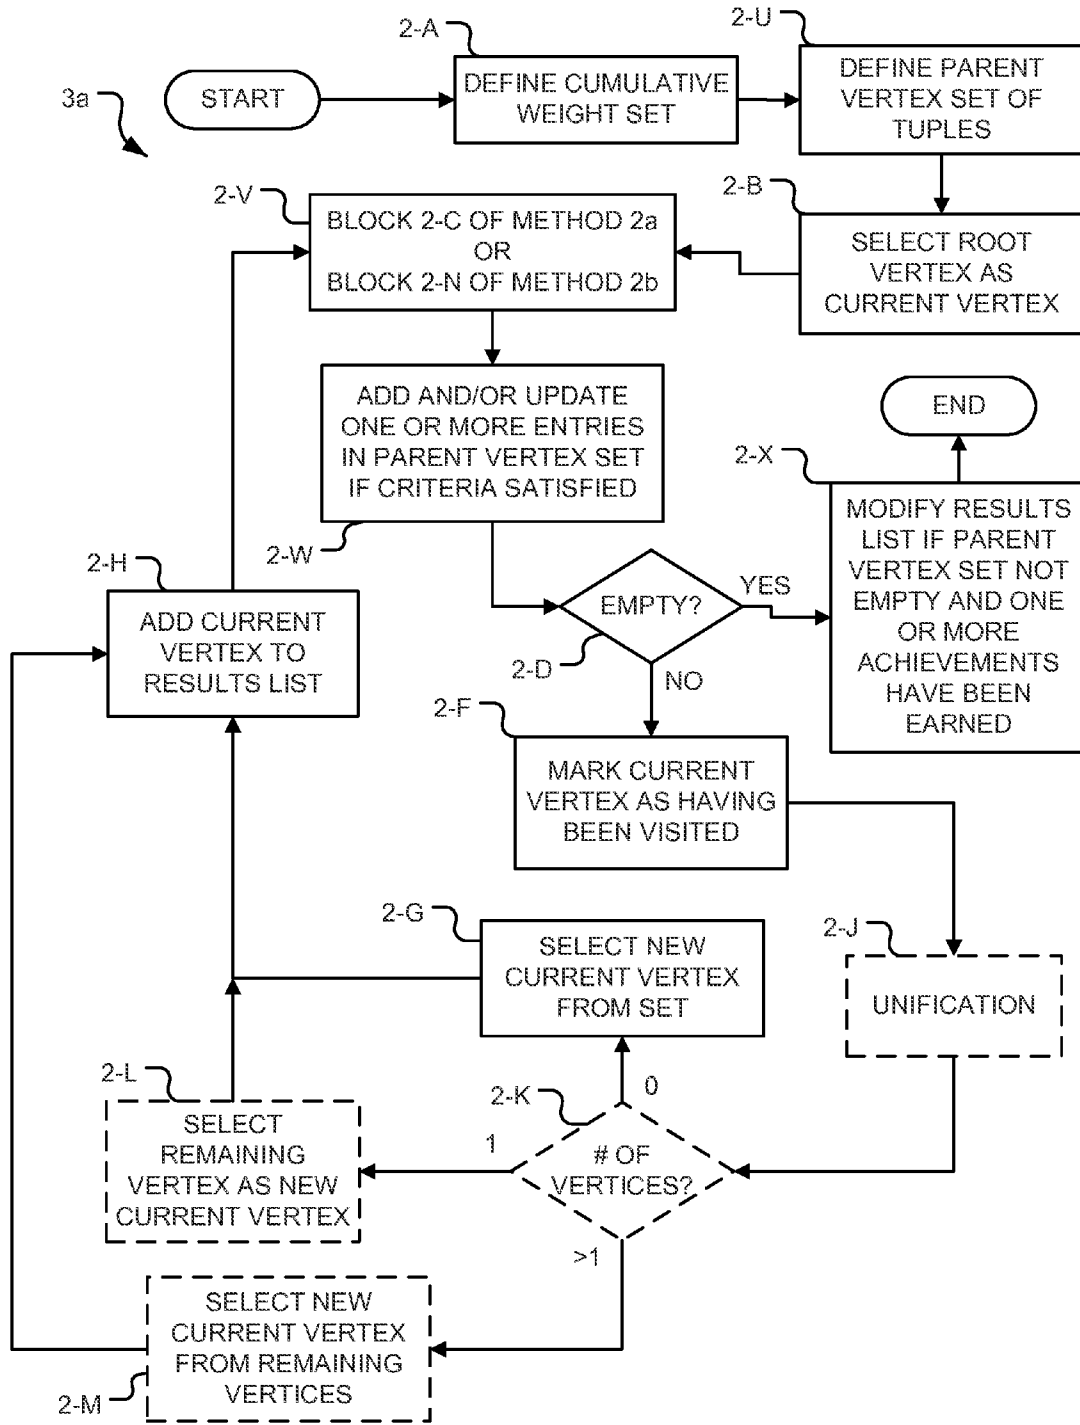 2-A
2-U
3a
START
DEFINE CUMULATIVE
WEIGHT SET
DEFINE PARENT
VERTEX SET OF
TUPLES
2-V
2-B
BLOCK 2-C OF METHOD 2a
OR
BLOCK 2-N OF METHOD 2b
SELECT ROOT
VERTEX AS
CURRENT VERTEX
ADD AND/OR UPDATE
ONE OR MORE ENTRIES
IN PARENT VERTEX SET
IF CRITERIA SATISFIED
2-W
END
2-X
MODIFY RESULTS
LIST IF PARENT
VERTEX SET NOT
EMPTY AND ONE
OR MORE
ACHIEVEMENTS
HAVE BEEN
EARNED
2-H
ADD CURRENT
VERTEX TO
RESULTS LIST
EMPTY?
YES
2-D
NO
2-F
MARK CURRENT
VERTEX AS HAVING
BEEN VISITED
2-G
SELECT NEW
CURRENT VERTEX
FROM SET
2-J
UNIFICATION
2-L
SELECT
REMAINING
VERTEX AS NEW
CURRENT VERTEX
2-K
0
1
# OF
VERTICES?
>1
SELECT NEW
CURRENT VERTEX
FROM REMAINING
VERTICES
2-M